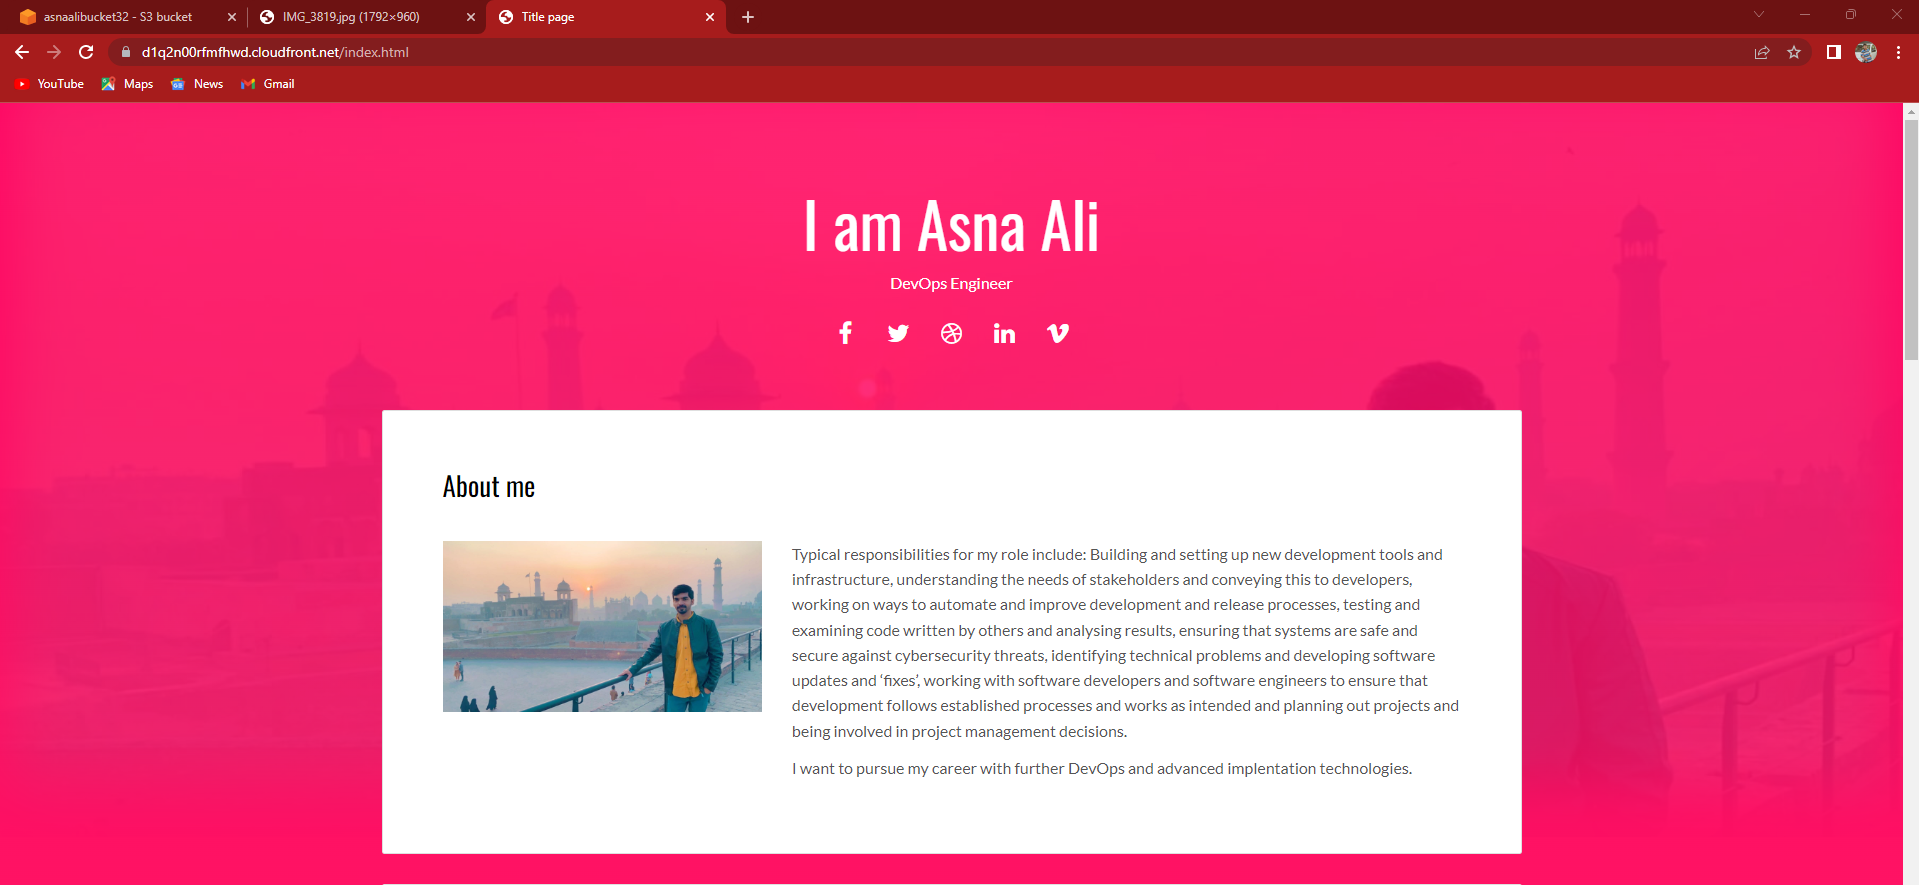 asnaalibucket32 - S3 bucket
IMG_3819.jpg (1792×960)
Title page
d1q2n00rfmfhwd.cloudfront.net/index.html
YouTube
Maps
News
Gmail
I am Asna Ali
DevOps Engineer
About me
Typical responsibilities for my role include: Building and setting up new development tools and
infrastructure, understanding the needs of stakeholders and conveying this to developers,
working on ways to automate and improve development and release processes, testing and
examining code written by others and analysing results, ensuring that systems are safe and
secure against cybersecurity threats, identifying technical problems and developing software
updates and ‘fixes’, working with software developers and software engineers to ensure that
development follows established processes and works as intended and planning out projects and
being involved in project management decisions.
I want to pursue my career with further DevOps and advanced implentation technologies.